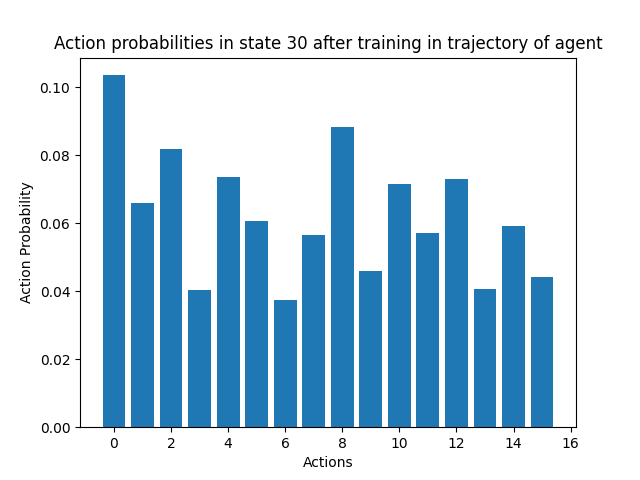 Action probabilities in state 30 after training in trajectory of agent
0.10
0.08
0.06
0.04
0.02
0.00
Action Probability
0 2 4 6 8 10 12 14 16
Actions